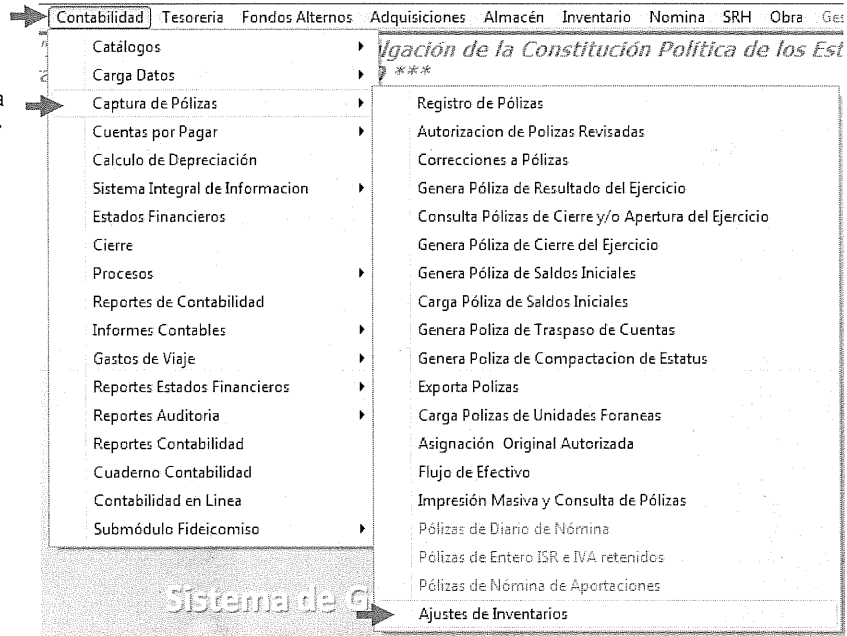 Contabilidad Tesoreria Fondos Alternos Adquisiciones Almacén Inventario Nomina SRH Obra Ges
lgación de la Constitución Política de los Est
***
a
Catálogos
Carga Datos
Captura de Pólizas
Cuentas por Pagar
Calculo de Depreciación
Sistema Integral de Informacion
Estados Financieros
Cierre
Procesos
Reportes de Contabilidad
Informes Contables
Gastos de Viaje
Reportes Estados Financieros
Reportes Auditoria
Reportes Contabilidad
Cuaderno Contabilidad
Contabilidad en Linea
Submódulo Fideicomiso
Registro de Pólizas
Autorizacion de Polizas Revisadas
Correcciones a Pólizas
Genera Póliza de Resultado del Ejercicio
Consulta Pólizas de Cierre y/o Apertura del Ejercicio
Genera Póliza de Cierre del Ejercicio
Genera Póliza de Saldos Iniciales
Carga Póliza de Saldos Iniciales
Genera Poliza de Traspaso de Cuentas
Genera Poliza de Compactacion de Estatus
Exporta Polizas
Carga Polizas de Unidades Foraneas
Asignación Original Autorizada
Flujo de Efectivo
Impresión Masiva y Consulta de Pólizas
Pólizas de Diario de Nómina
Pólizas de Entero ISR e IVA retenidos
Pólizas de Nómina de Aportaciones
Ajustes de Inventarios
Sistema de G